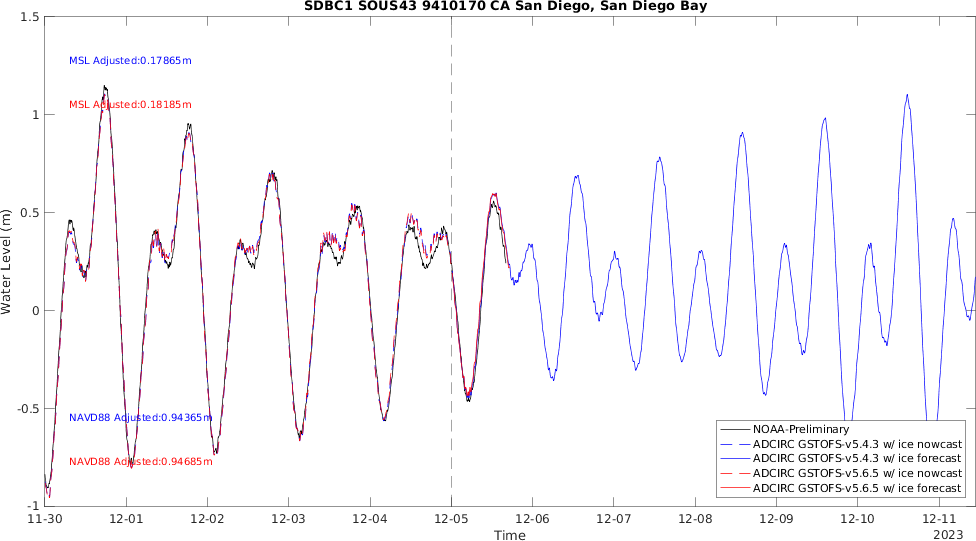 SDBC1 SOUS43 9410170 CA San Diego, San Diego Bay
1.5
MSL Adjusted:0.17865m
MSL Adjusted:0.18185m
1
0.5
Water Level (m)
0
-0.5
NAVD88 Adjusted:0.94365m
NAVD88 Adjusted:0.94685m
-1
NOAA-Preliminary
ADCIRC GSTOFS-v5.4.3 w/ ice nowcast
ADCIRC GSTOFS-v5.4.3 w/ ice forecast
ADCIRC GSTOFS-v5.6.5 w/ ice nowcast
ADCIRC GSTOFS-v5.6.5 w/ ice forecast
11-30 12-01 12-02 12-03 12-04 12-05 12-06 12-07 12-08 12-09 12-10 12-11
Time
2023